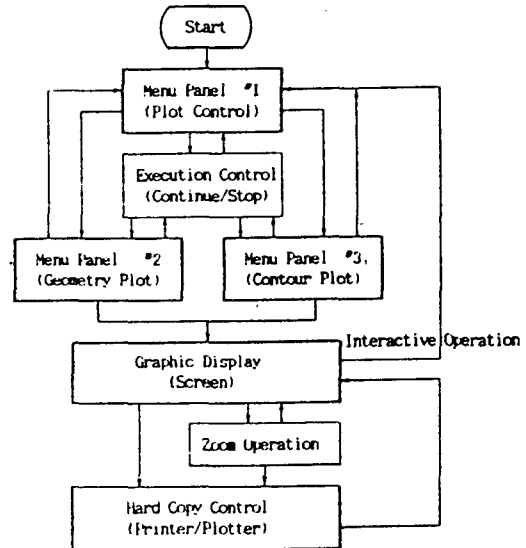 Start
Menu Panel #1
(Plot Control)
Execution Control
(Continue/Stop)
Menu Panel #2
(Geometry Plot)
Menu Panel #3.
(Contour Plot)
Interactive Operation
Graphic Display
(Screen)
Zoom Operation
Hard Copy Control
(Printer/Plotter)